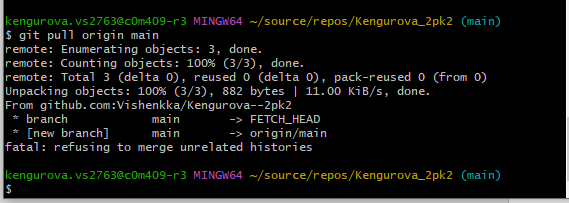 kengurova.vs2763@c0m409-r3 MINGW64 ~/source/repos/Kengurova_2pk2 (main)
$ git pull origin main
remote: Enumerating objects: 3, done.
remote: Counting objects: 100% (3/3), done.
remote: Total 3 (delta 0), reused 0 (delta 0), pack-reused 0 (from 0)
Unpacking objects: 100% (3/3), 882 bytes | 11.00 KiB/s, done.
From github.com:Vishenkka/Kengurova--2pk2
 * branch            main       -> FETCH_HEAD
 * [new branch]      main       -> origin/main
fatal: refusing to merge unrelated histories
kengurova.vs2763@c0m409-r3 MINGW64 ~/source/repos/Kengurova_2pk2 (main)
$